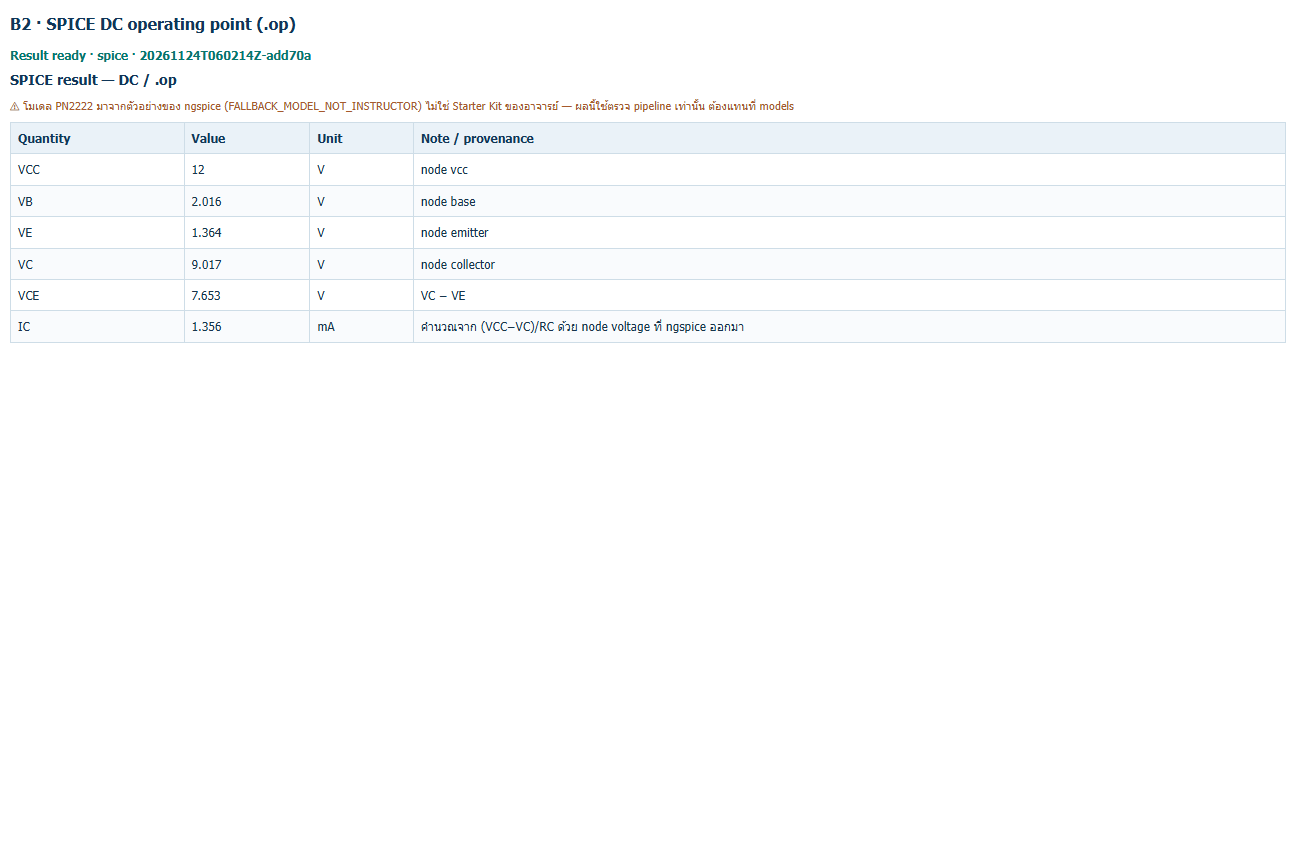 B2 · SPICE DC operating point (.op)
Result ready · spice · 20261124T060214Z-add70a
SPICE result — DC / .op
⚠ โมเดล PN2222 มาจากตัวอย่างของ ngspice (FALLBACK_MODEL_NOT_INSTRUCTOR) ไม่ใช่ Starter Kit ของอาจารย์ — ผลนี้ใช้ตรวจ pipeline เท่านั้น ต้องแทนที่ models
Quantity Value Unit Note / provenance
VCC 12 V node vcc
VB 2.016 V node base
VE 1.364 V node emitter
VC 9.017 V node collector
VCE 7.653 V VC − VE
IC 1.356 mA คำนวณจาก (VCC−VC)/RC ด้วย node voltage ที่ ngspice ออกมา